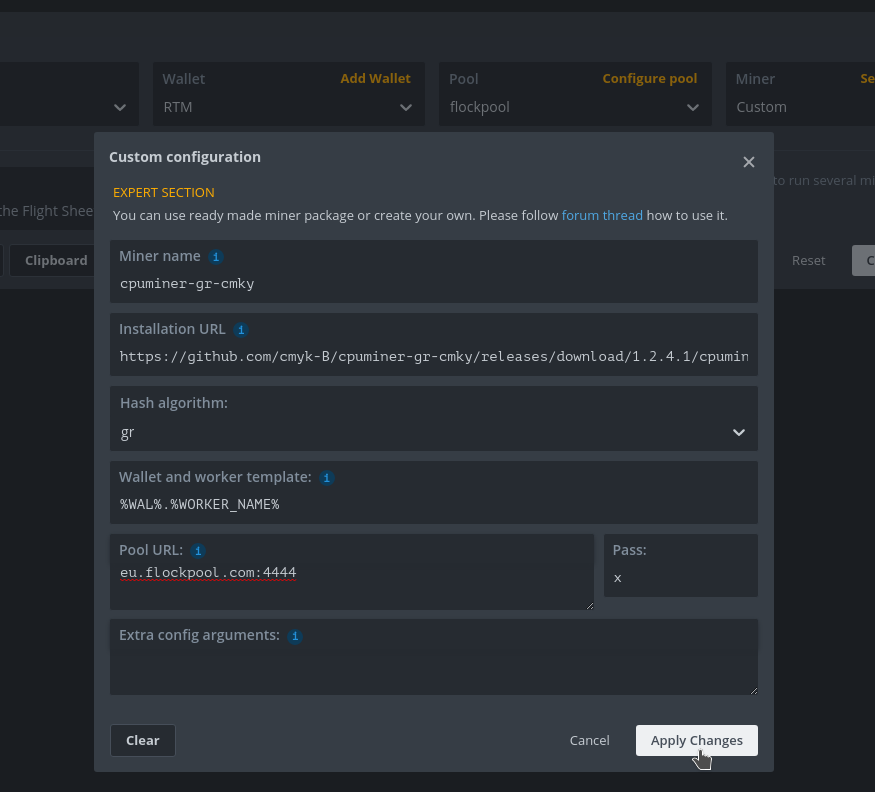 Wallet Add Wallet Pool Configure pool Miner Se
RTM flockpool Custom
Custom configuration
EXPERT SECTION
to run several mi
You can use ready made miner package or create your own. Please follow forum thread how to use it.
the Flight Shee
Miner name i
Clipboard Reset C
cpuminer-gr-cmky
Installation URL i
https://github.com/cmyk-B/cpuminer-gr-cmky/releases/download/1.2.4.1/cpumin
Hash algorithm:
gr
Wallet and worker template: i
%WAL%.%WORKER_NAME%
Pool URL: i Pass:
eu.flockpool.com:4444 x
Extra config arguments: i
Clear Cancel Apply Changes